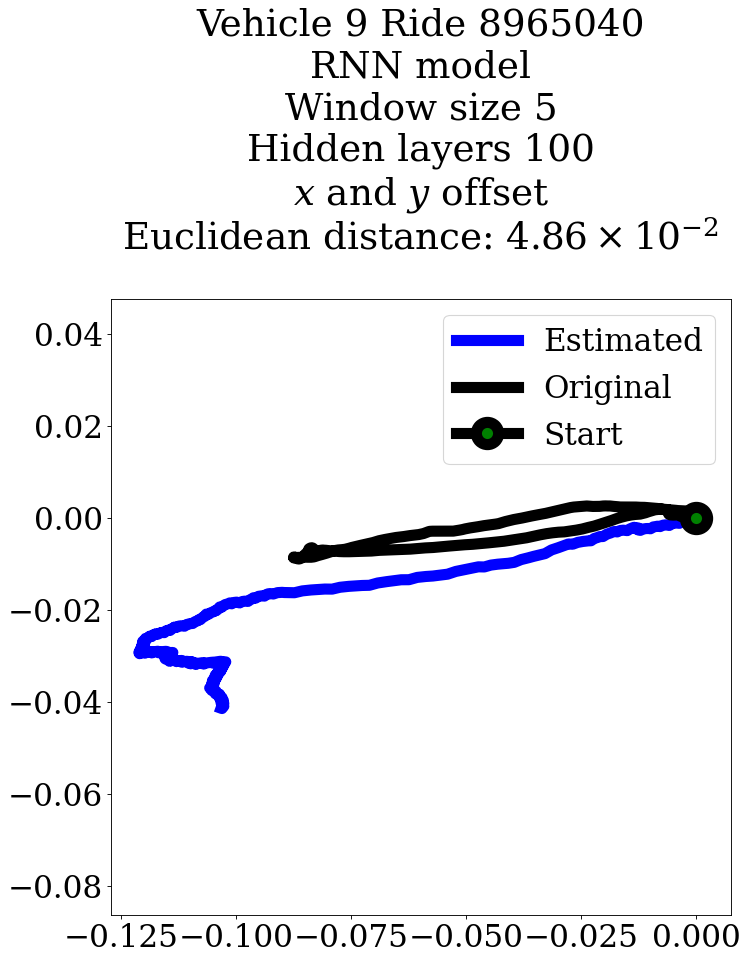 Vehicle 9 Ride 8965040
RNN model
Window size 5
Hidden layers 100
x and y offset
Euclidean distance: 4.86 × 10⁻²
Estimated
Original
Start
0.04
0.02
0.00
−0.02
−0.04
−0.06
−0.08
−0.125 −0.100 −0.075 −0.050 −0.025 0.000